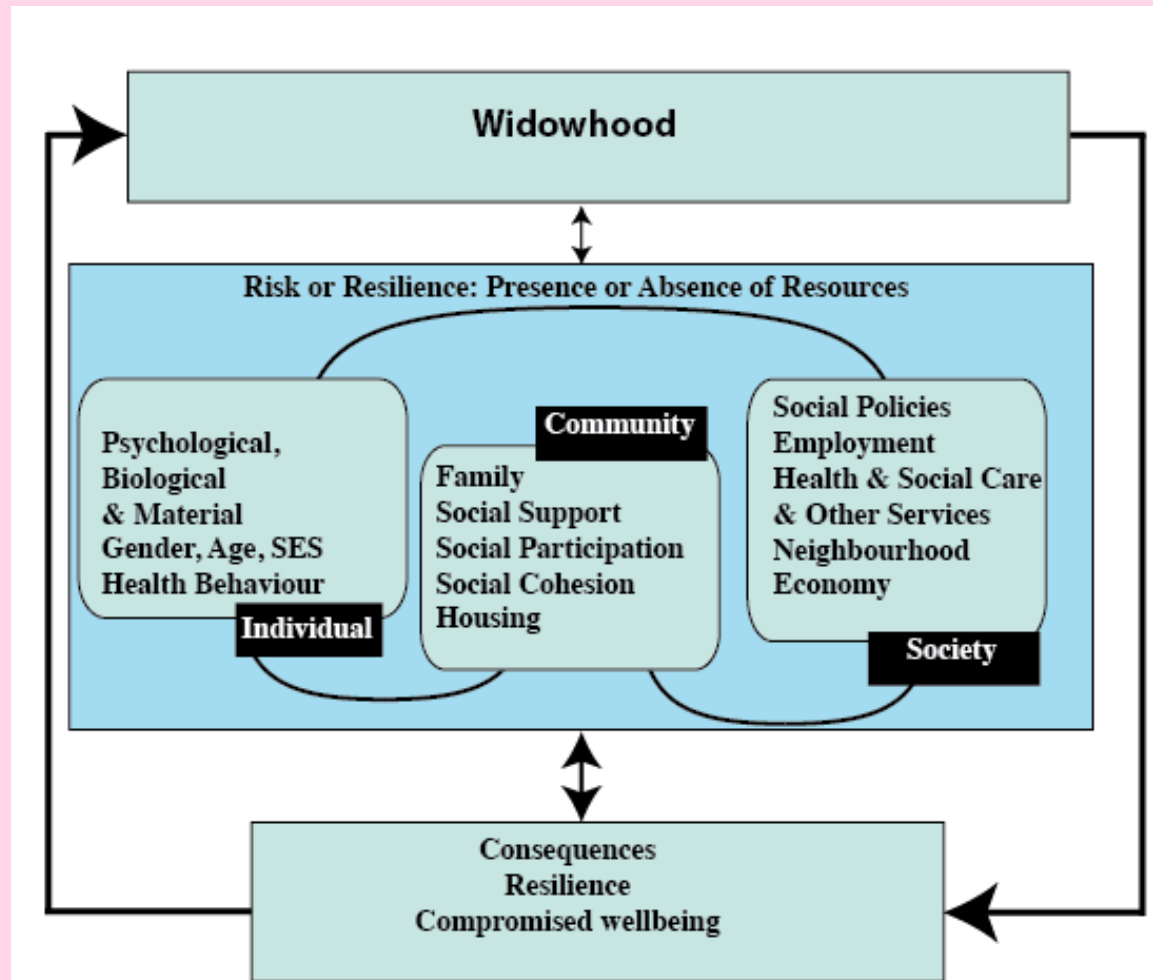 Widowhood
Risk or Resilience: Presence or Absence of Resources
Psychological,
Biological
& Material
Gender, Age, SES
Health Behaviour
Individual
Community
Family
Social Support
Social Participation
Social Cohesion
Housing
Social Policies
Employment
Health & Social Care
& Other Services
Neighbourhood
Economy
Society
Consequences
Resilience
Compromised wellbeing